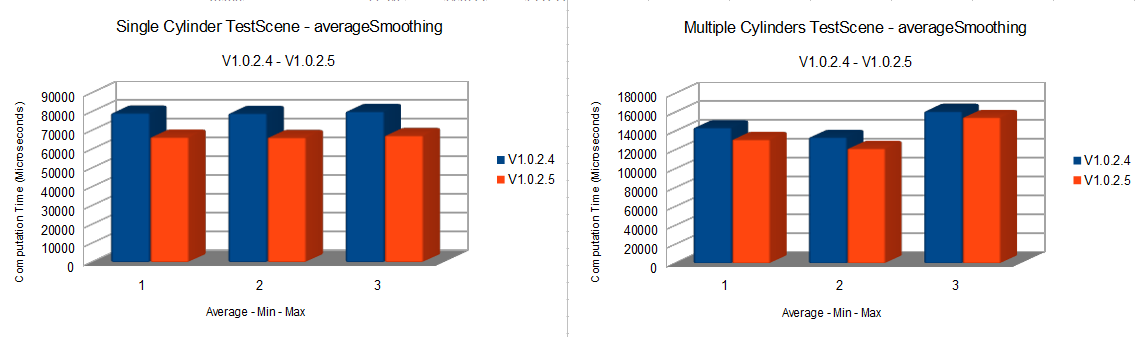 Single Cylinder TestScene - averageSmoothing
V1.0.2.4 - V1.0.2.5
90000
80000
70000
60000
50000
40000
30000
20000
10000
0
Computation Time (Microseconds)
1 2 3
Average - Min - Max
V1.0.2.4
V1.0.2.5
Multiple Cylinders TestScene - averageSmoothing
V1.0.2.4 - V1.0.2.5
180000
160000
140000
120000
100000
80000
60000
40000
20000
0
Computation Time (Microseconds)
1 2 3
Average - Min - Max
V1.0.2.4
V1.0.2.5